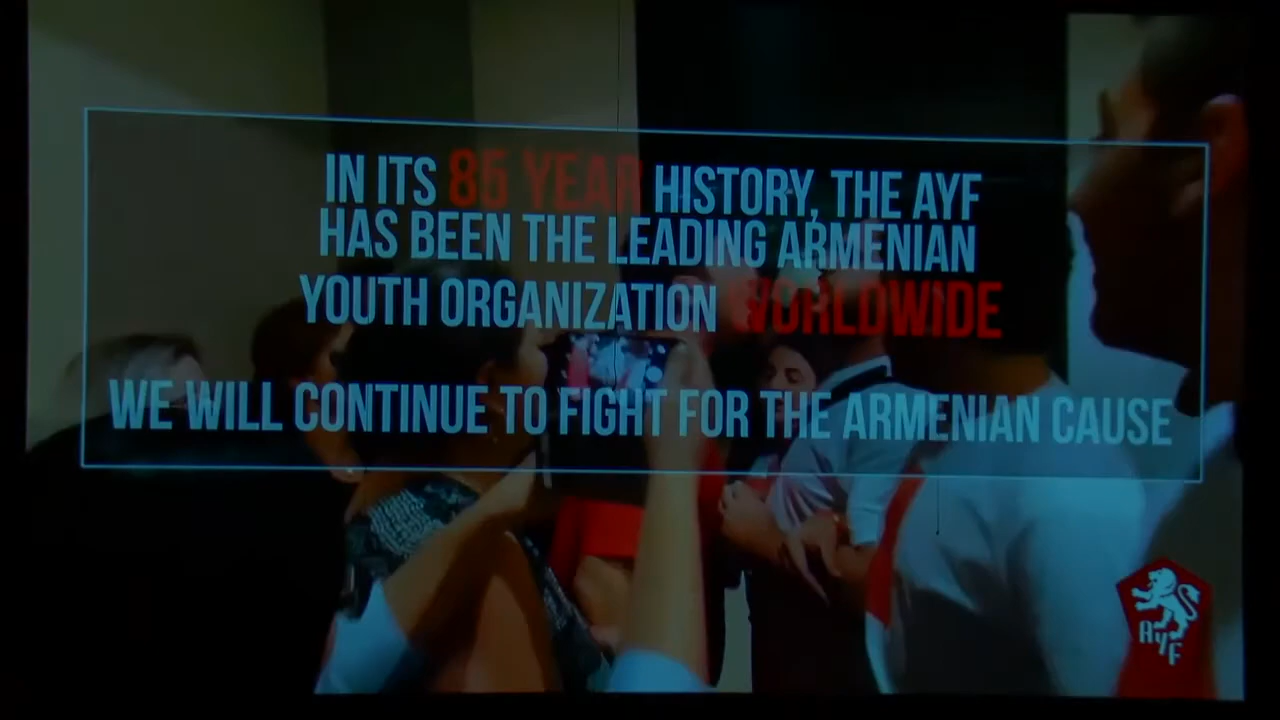 IN ITS 85 YEAR HISTORY, THE AYF
HAS BEEN THE LEADING ARMENIAN
YOUTH ORGANIZATION WORLDWIDE
WE WILL CONTINUE TO FIGHT FOR THE ARMENIAN CAUSE
AYF